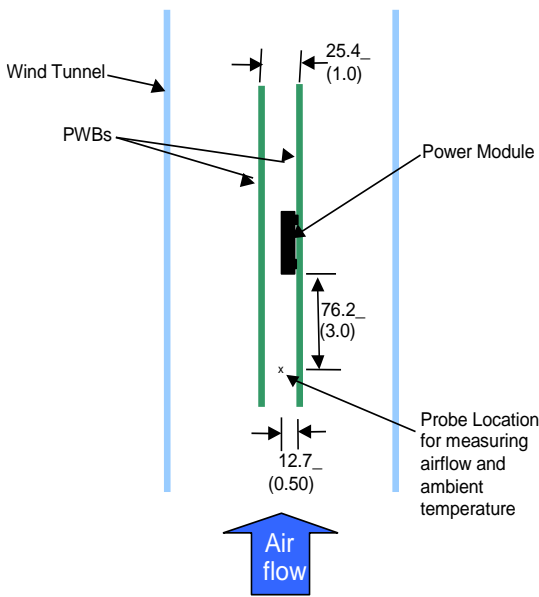 25.4_
(1.0)
Wind Tunnel
PWBs
Power Module
76.2_
(3.0)
x
Probe Location
for measuring
airflow and
ambient
temperature
12.7_
(0.50)
Air
flow